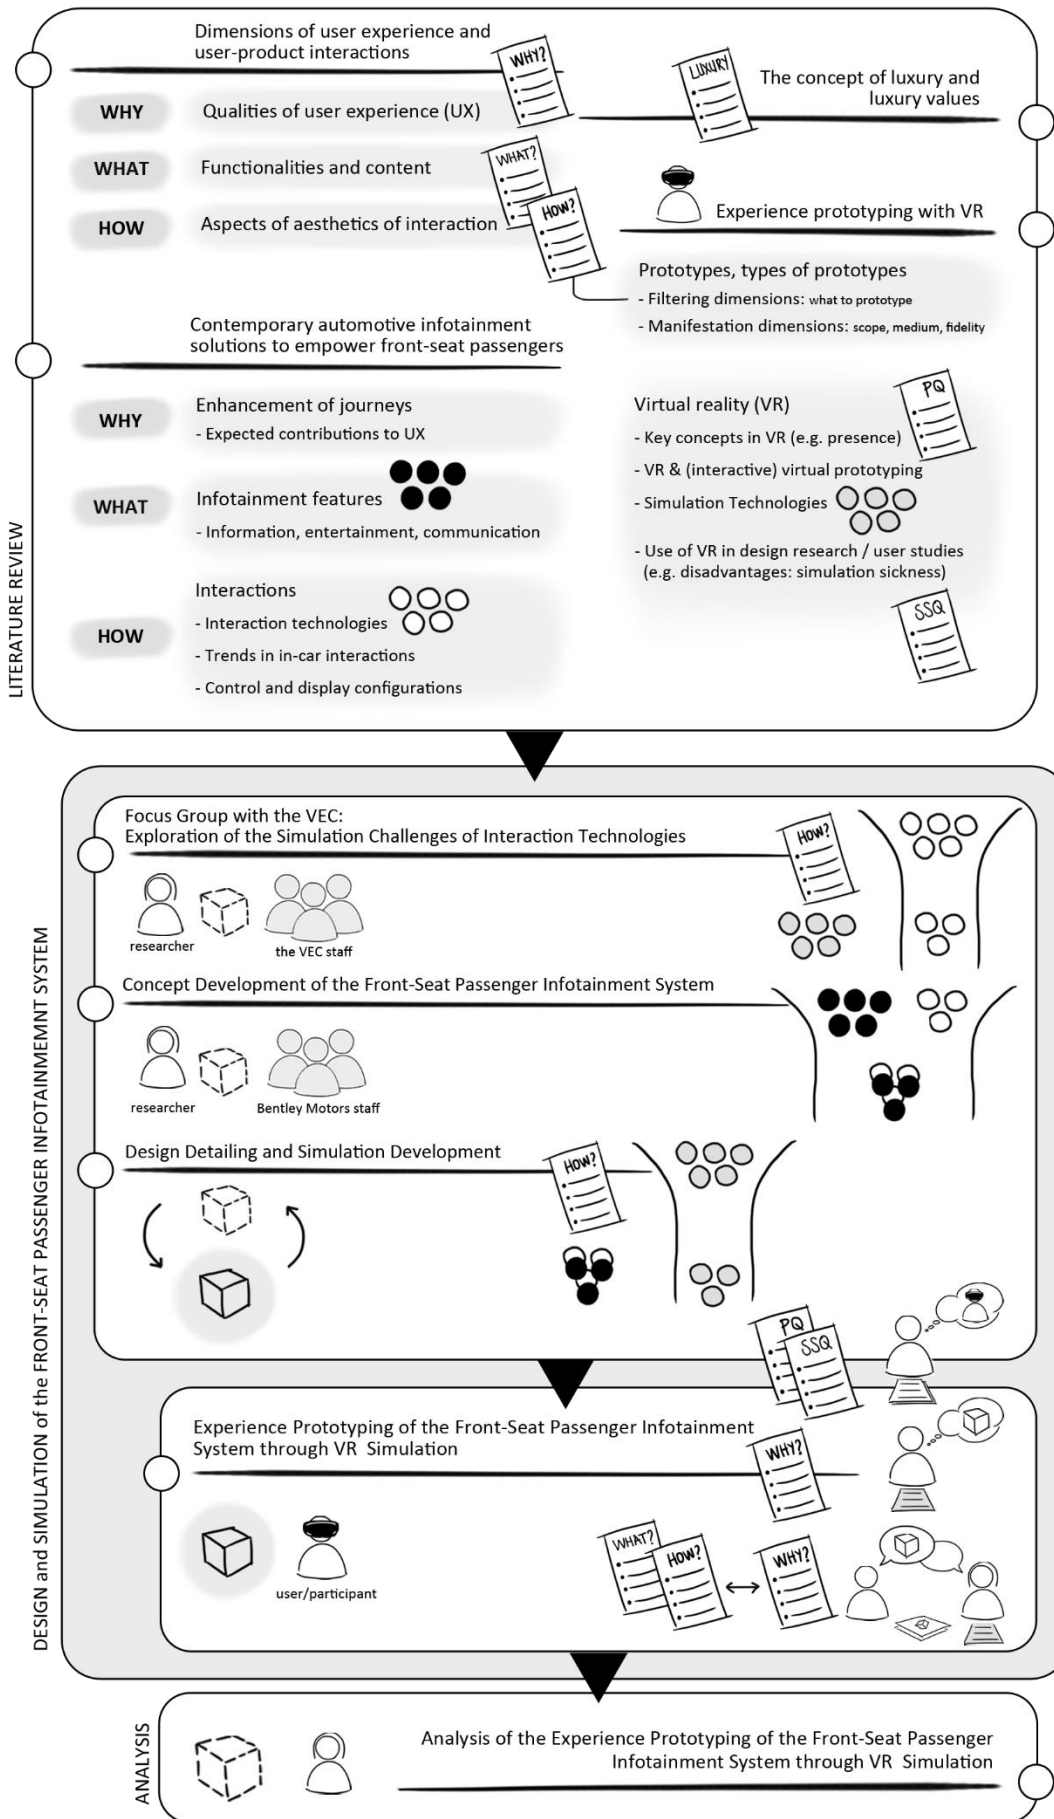 Dimensions of user experience and
user-product interactions
WHY?
WHY
Qualities of user experience (UX)
WHAT
Functionalities and content
WHAT?
HOW
Aspects of aesthetics of interaction
HOW?
LUXURY
The concept of luxury and
luxury values
Experience prototyping with VR
Prototypes, types of prototypes
- Filtering dimensions: what to prototype
- Manifestation dimensions: scope, medium, fidelity
Contemporary automotive infotainment
solutions to empower front-seat passengers
WHY
Enhancement of journeys
- Expected contributions to UX
WHAT
Infotainment features
- Information, entertainment, communication
HOW
Interactions
- Interaction technologies
- Trends in in-car interactions
- Control and display configurations
Virtual reality (VR)
PQ
- Key concepts in VR (e.g. presence)
- VR & (interactive) virtual prototyping
- Simulation Technologies
- Use of VR in design research / user studies
(e.g. disadvantages: simulation sickness)
SSQ
LITERATURE REVIEW
DESIGN and SIMULATION of the FRONT-SEAT PASSENGER INFOTAINMEMNT SYSTEM
Focus Group with the VEC:
Exploration of the Simulation Challenges of Interaction Technologies
HOW?
researcher
the VEC staff
Concept Development of the Front-Seat Passenger Infotainment System
researcher
Bentley Motors staff
Design Detailing and Simulation Development
HOW?
PQ
SSQ
Experience Prototyping of the Front-Seat Passenger Infotainment
System through VR Simulation
WHY?
user/participant
WHAT?
HOW?
WHY?
ANALYSIS
Analysis of the Experience Prototyping of the Front-Seat Passenger
Infotainment System through VR Simulation